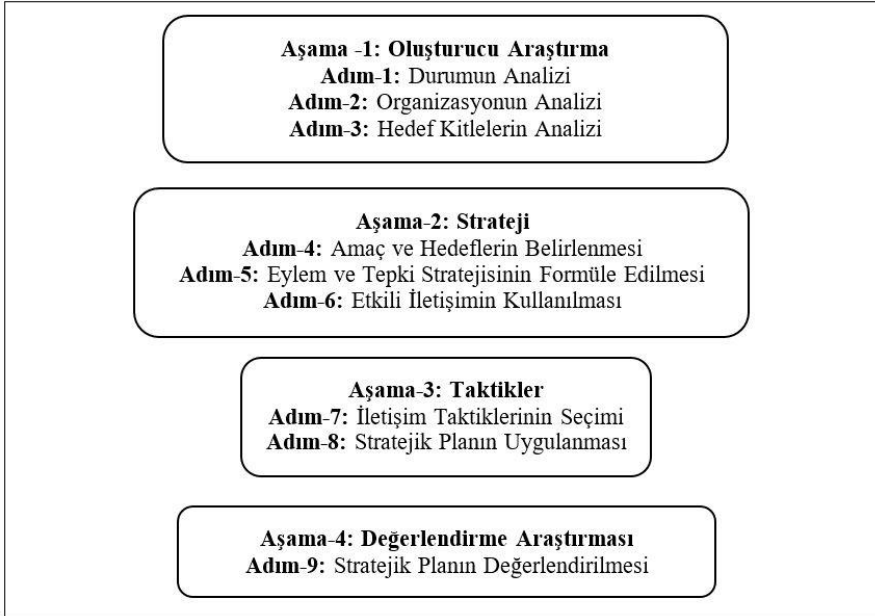 Aşama -1: Oluşturucu Araştırma
Adım-1: Durumun Analizi
Adım-2: Organizasyonun Analizi
Adım-3: Hedef Kitlelerin Analizi
Aşama-2: Strateji
Adım-4: Amaç ve Hedeflerin Belirlenmesi
Adım-5: Eylem ve Tepki Stratejisinin Formüle Edilmesi
Adım-6: Etkili İletişimin Kullanılması
Aşama-3: Taktikler
Adım-7: İletişim Taktiklerinin Seçimi
Adım-8: Stratejik Planın Uygulanması
Aşama-4: Değerlendirme Araştırması
Adım-9: Stratejik Planın Değerlendirilmesi